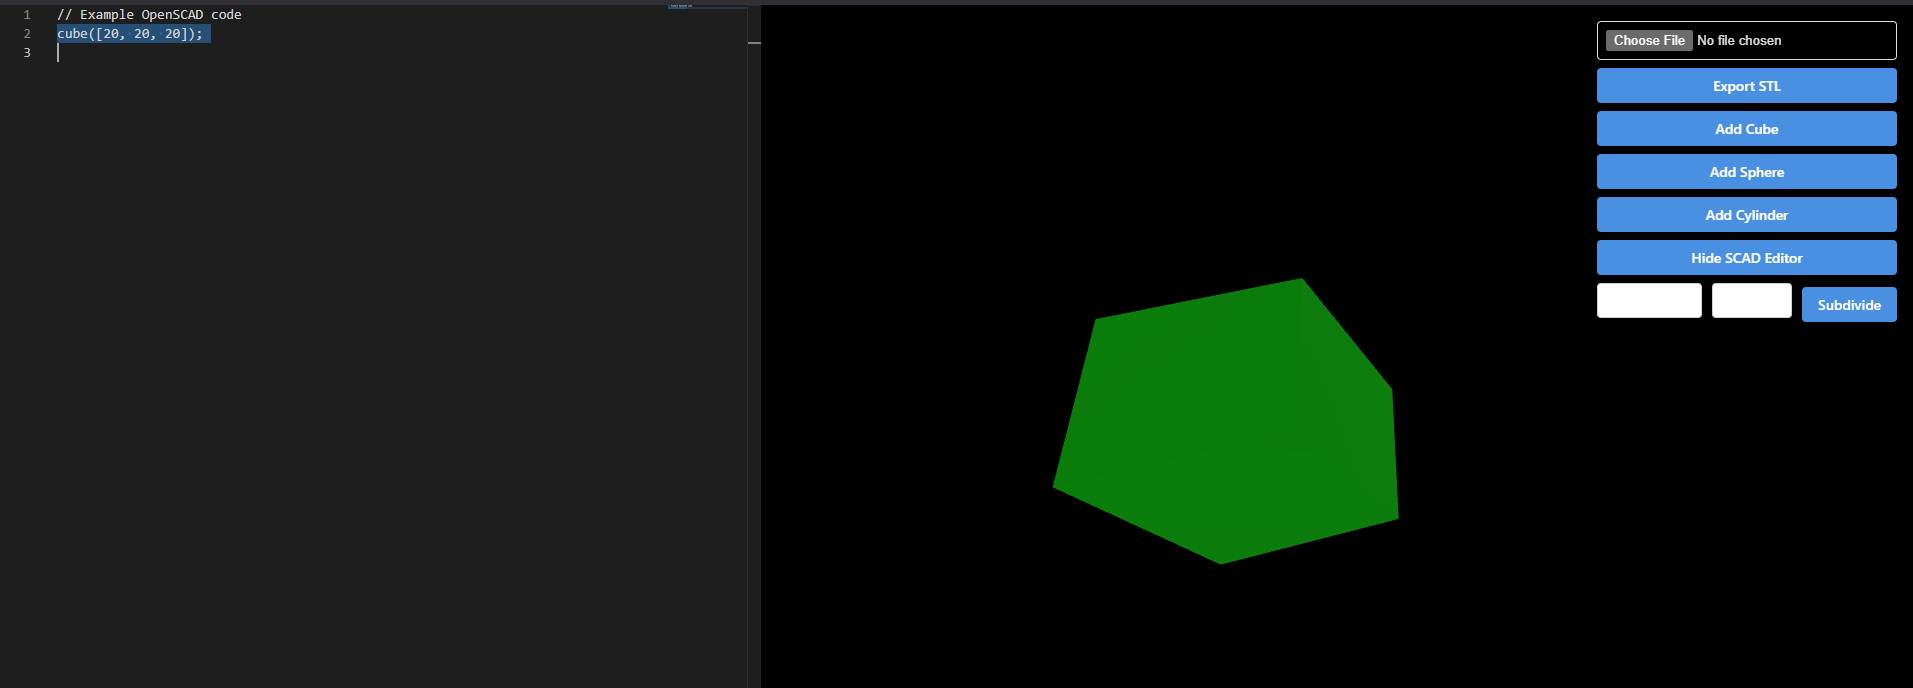 1 // Example OpenSCAD code
2 cube([20, 20, 20]);
3
Choose File No file chosen
Export STL
Add Cube
Add Sphere
Add Cylinder
Hide SCAD Editor
Subdivide